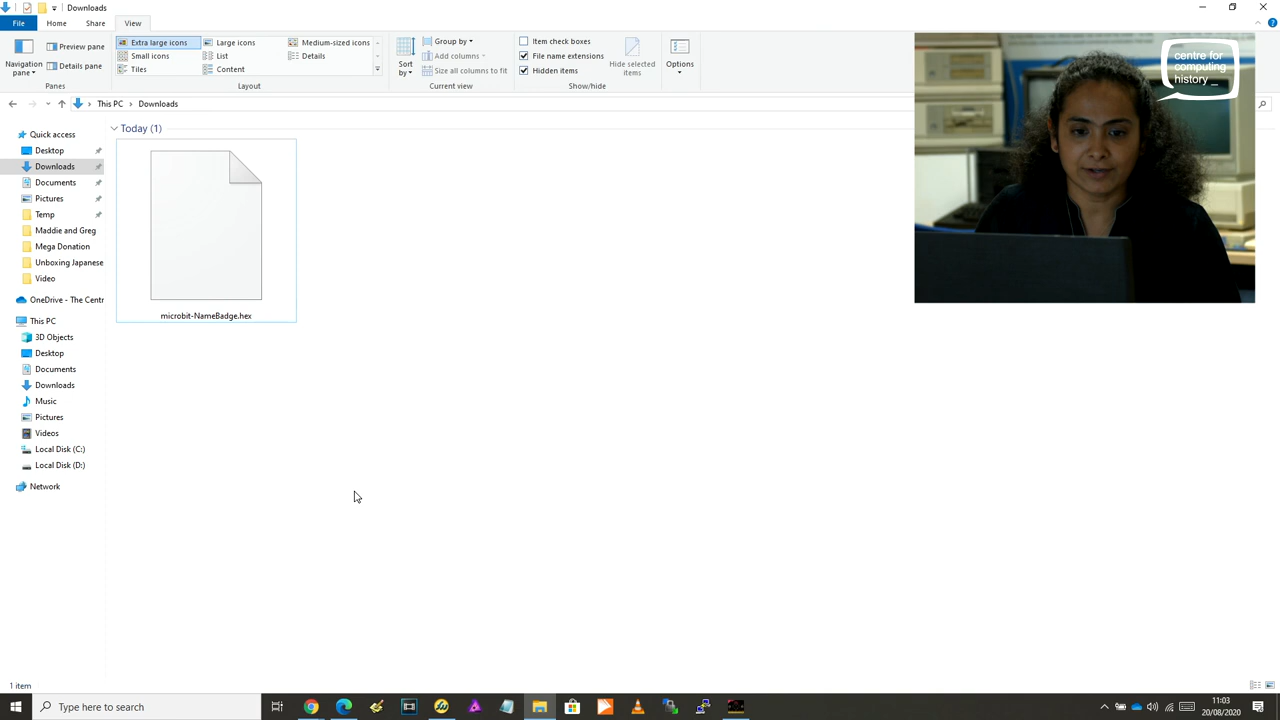 Downloads
File Home Share View
Navigation pane
Preview pane
Details pane
Panes
Extra large icons Large icons Medium-sized icons
Small icons List Details
Tiles Content
Layout
Sort by
Group by
Add columns
Size all columns to fit
Current view
Item check boxes
File name extensions
Hidden items
Hide selected items
Show/hide
Options
This PC Downloads
centre for
computing
history _
Today (1)
microbit-NameBadge.hex
Quick access
Desktop
Downloads
Documents
Pictures
Temp
Maddie and Greg
Mega Donation
Unboxing Japanese
Video
OneDrive - The Centr
This PC
3D Objects
Desktop
Documents
Downloads
Music
Pictures
Videos
Local Disk (C:)
Local Disk (D:)
Network
1 item
Type here to search
11:03
20/08/2020